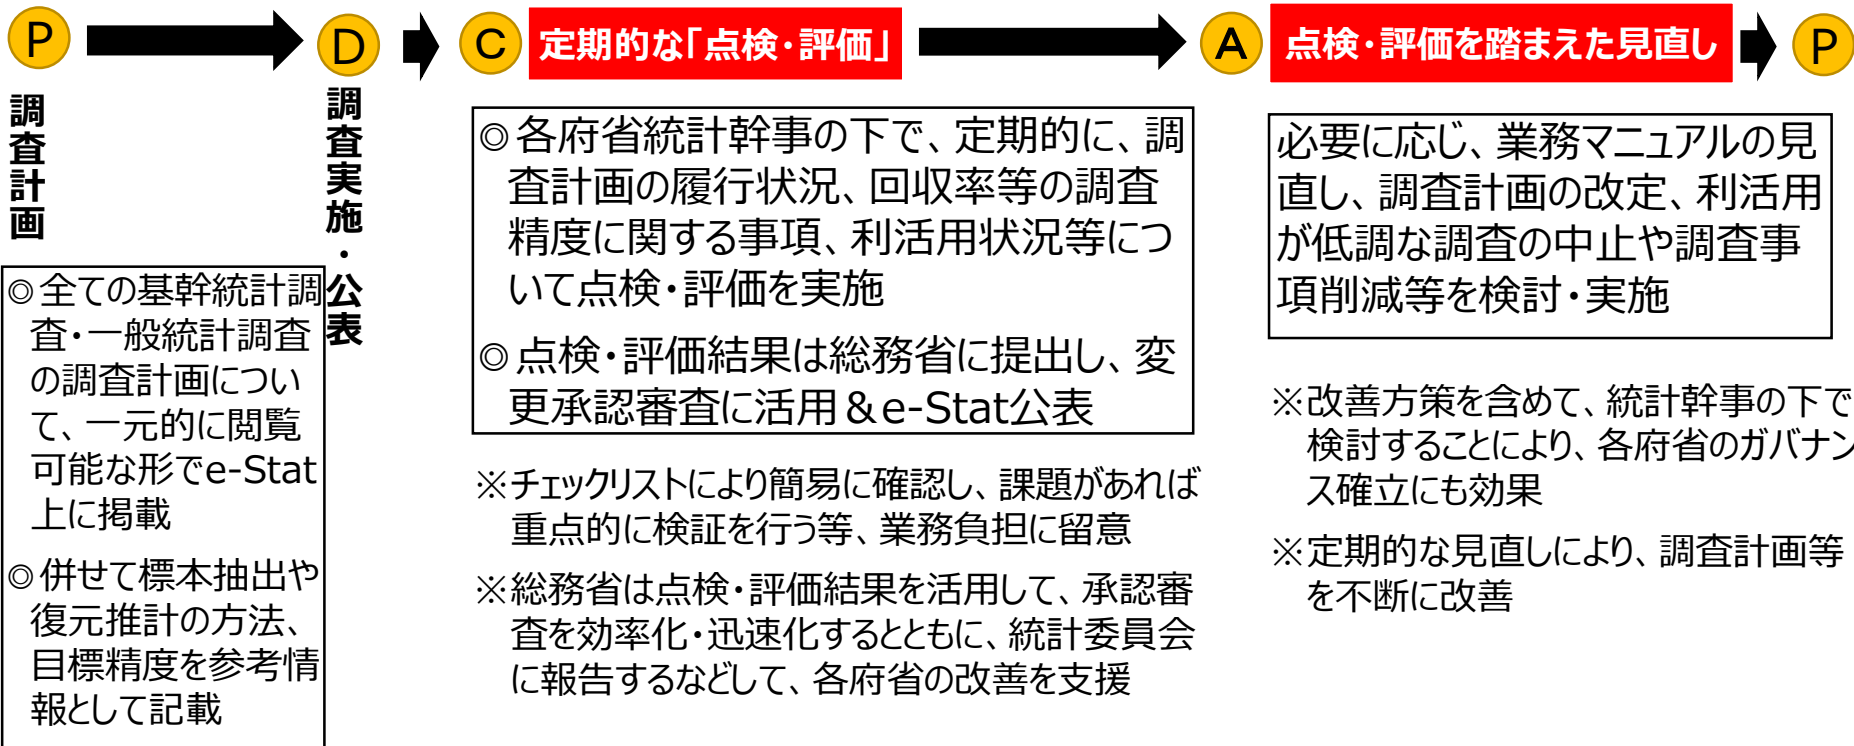 P
調査計画
◎全ての基幹統計調
査・一般統計調査
の調査計画につい
て、一元的に閲覧
可能な形でe-Stat
上に掲載
◎併せて標本抽出や
復元推計の方法、
目標精度を参考情
報として記載
D
調査実施・公表
C
定期的な「点検・評価」
◎各府省統計幹事の下で、定期的に、調
査計画の履行状況、回収率等の調査
精度に関する事項、利活用状況等につ
いて点検・評価を実施
◎点検・評価結果は総務省に提出し、変
更承認審査に活用&e-Stat公表
※チェックリストにより簡易に確認し、課題があれば
重点的に検証を行う等、業務負担に留意
※総務省は点検・評価結果を活用して、承認審
査を効率化・迅速化するとともに、統計委員会
に報告するなどして、各府省の改善を支援
A
点検・評価を踏まえた見直し
必要に応じ、業務マニュアルの見
直し、調査計画の改定、利活用
が低調な調査の中止や調査事
項削減等を検討・実施
※改善方策を含めて、統計幹事の下で
検討することにより、各府省のガバナン
ス確立にも効果
※定期的な見直しにより、調査計画等
を不断に改善
P